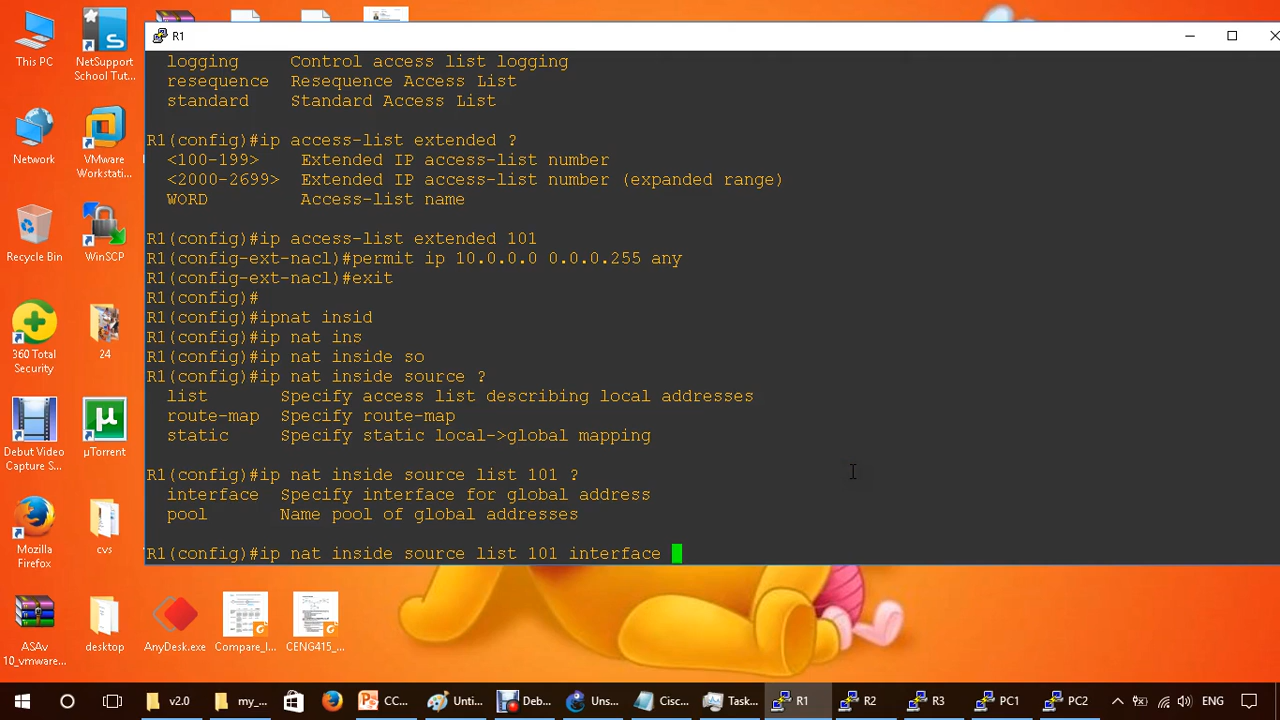 R1
logging     Control access list logging
resequence  Resequence Access List
standard    Standard Access List
R1(config)#ip access-list extended ?
<100-199>    Extended IP access-list number
<2000-2699>  Extended IP access-list number (expanded range)
WORD         Access-list name
R1(config)#ip access-list extended 101
R1(config-ext-nacl)#permit ip 10.0.0.0 0.0.0.255 any
R1(config-ext-nacl)#exit
R1(config)#
R1(config)#ipnat insid
R1(config)#ip nat ins
R1(config)#ip nat inside so
R1(config)#ip nat inside source ?
list       Specify access list describing local addresses
route-map  Specify route-map
static     Specify static local->global mapping
R1(config)#ip nat inside source list 101 ?
interface  Specify interface for global address
pool       Name pool of global addresses
R1(config)#ip nat inside source list 101 interface
This PC
NetSupport
School Tut...
Network
VMware
Workstati...
Recycle Bin
WinSCP
360 Total
Security
24
Debut Video
Capture S...
µTorrent
Mozilla
Firefox
cvs
ASAv
10_vmware...
desktop
AnyDesk.exe
Compare_I...
CENG415_...
v2.0
my_...
CC...
Unti...
Deb...
Uns...
Cisc...
Task...
R1
R2
R3
PC1
PC2
ENG